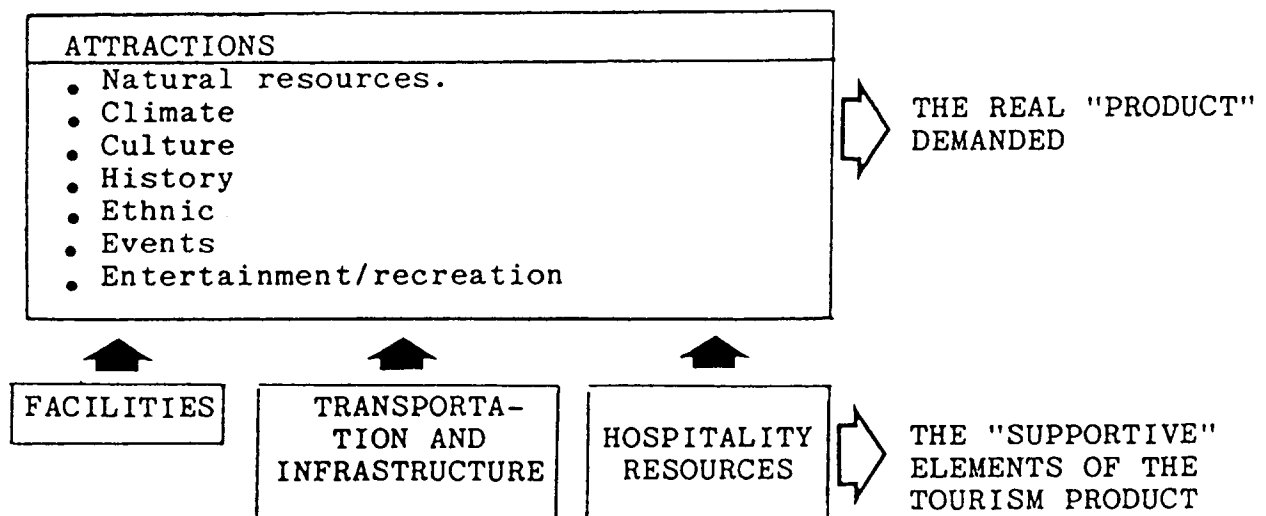 ATTRACTIONS
• Natural resources.
• Climate
• Culture
• History
• Ethnic
• Events
• Entertainment/recreation
THE REAL "PRODUCT"
DEMANDED
FACILITIES
TRANSPORTA-
TION AND
INFRASTRUCTURE
HOSPITALITY
RESOURCES
THE "SUPPORTIVE"
ELEMENTS OF THE
TOURISM PRODUCT